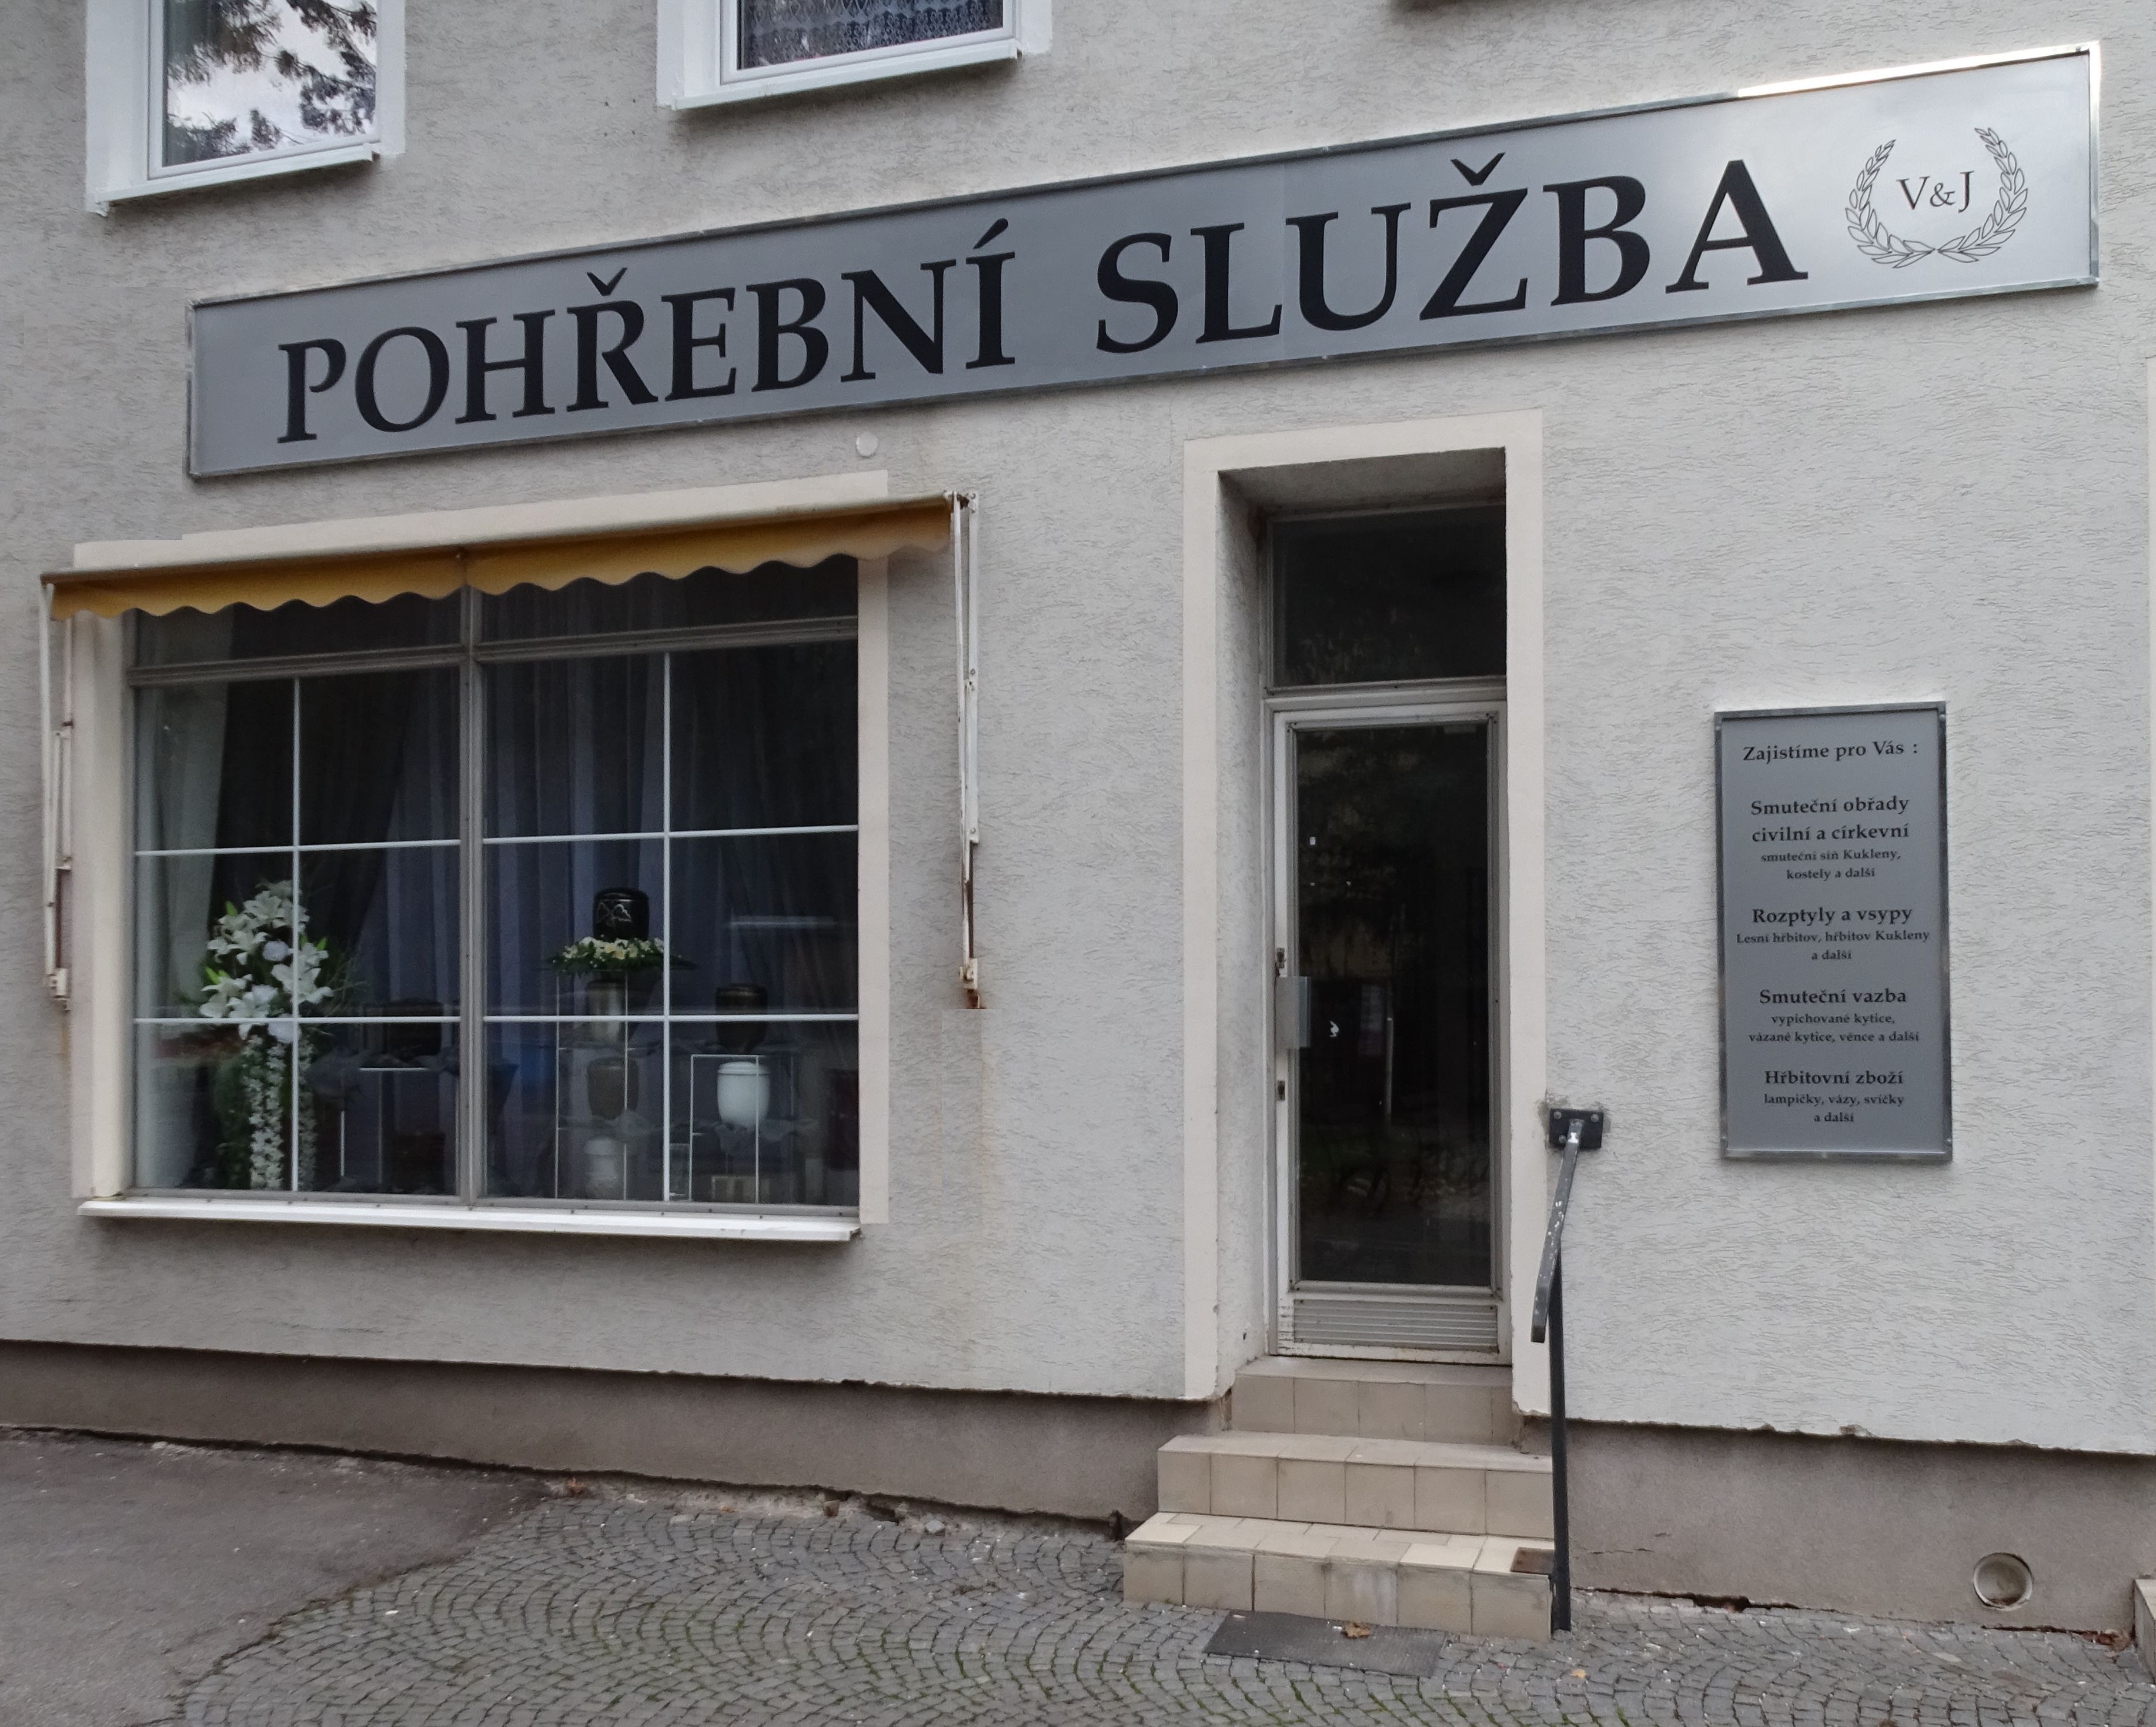 POHŘEBNÍ SLUŽBA
V&J
Zajistíme pro Vás :
Smuteční obřady
civilní a církevní
smuteční síň Kukleny,
kostely a další
Rozptyly a vsypy
Lesní hřbitov, hřbitov Kukleny
a další
Smuteční vazba
vypichované kytice,
vázané kytice, věnce a další
Hřbitovní zboží
lampičky, vázy, svíčky
a další